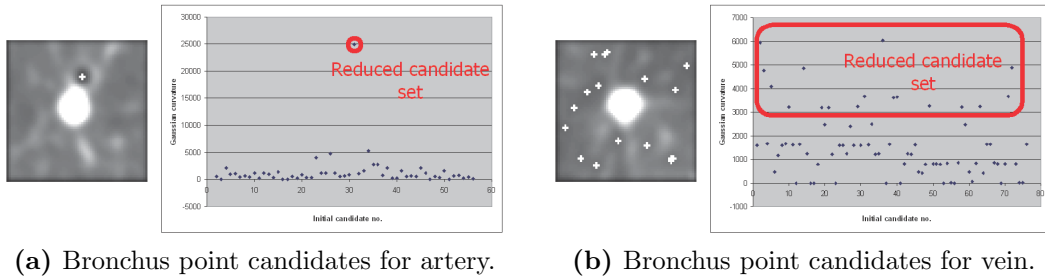 30000
25000
20000
15000
10000
5000
0
-5000
0 10 20 30 40 50 60
Gaussian curvature
Initial candidate no.
Reduced candidate
set
7000
6000
5000
4000
3000
2000
1000
0
-1000
0 10 20 30 40 50 60 70 80
Gaussian curvature
Initial candidate no.
Reduced candidate
set
(a) Bronchus point candidates for artery.
(b) Bronchus point candidates for vein.